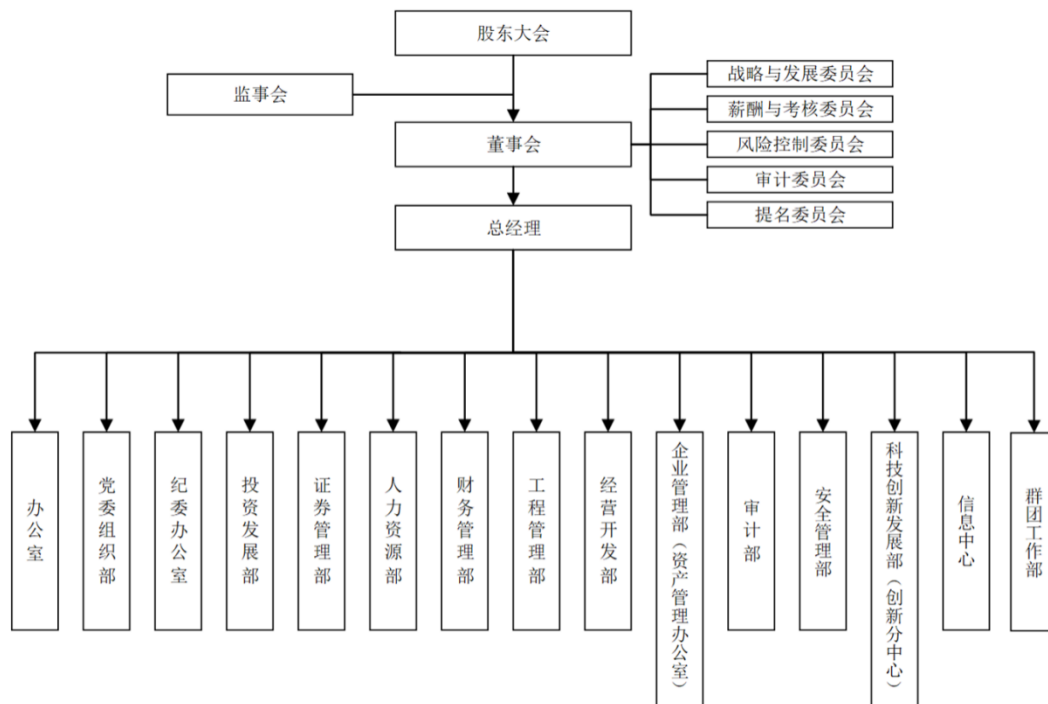 股东大会
监事会
董事会
总经理
战略与发展委员会
薪酬与考核委员会
风险控制委员会
审计委员会
提名委员会
办公室
党委组织部
纪委办公室
投资发展部
证券管理部
人力资源部
财务管理部
工程管理部
经营开发部
企业管理部（资产管理办公室）
审计部
安全管理部
科技创新发展部（创新分中心）
信息中心
群团工作部